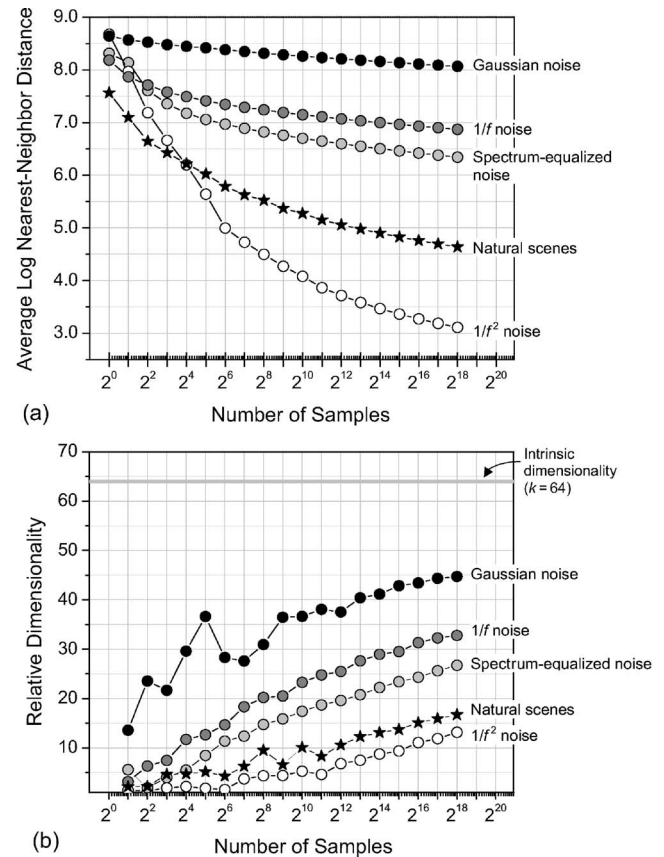 9.0
8.0
7.0
6.0
5.0
4.0
3.0
Average Log Nearest-Neighbor Distance
Gaussian noise
1/f noise
Spectrum-equalized
noise
Natural scenes
1/f² noise
2⁰ 2² 2⁴ 2⁶ 2⁸ 2¹⁰ 2¹² 2¹⁴ 2¹⁶ 2¹⁸ 2²⁰
(a) Number of Samples
70
60
50
40
30
20
10
Relative Dimensionality
Intrinsic
dimensionality
(k = 64)
Gaussian noise
1/f noise
Spectrum-equalized noise
Natural scenes
1/f² noise
2⁰ 2² 2⁴ 2⁶ 2⁸ 2¹⁰ 2¹² 2¹⁴ 2¹⁶ 2¹⁸ 2²⁰
(b) Number of Samples